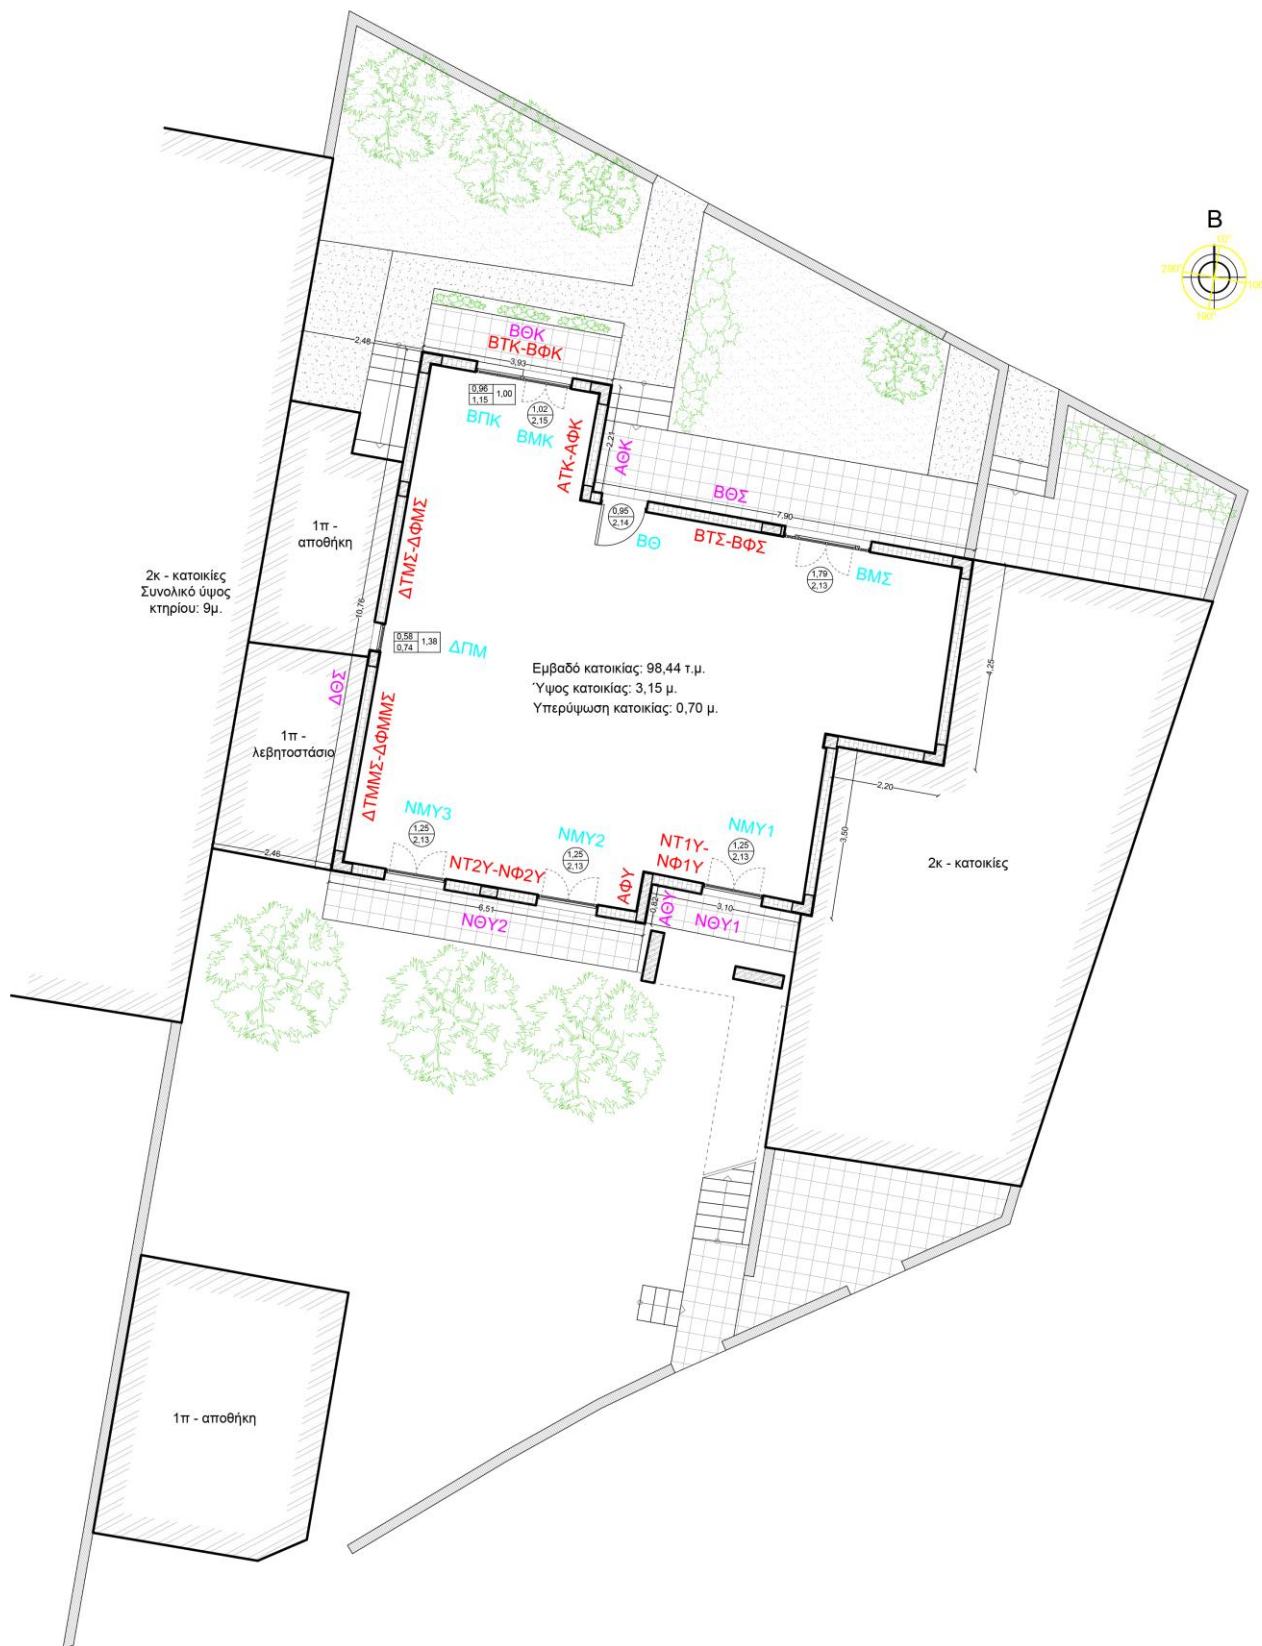 Β
00°
280°
100°
190°
ΒΘΚ
ΒΤΚ-ΒΦΚ
2,48
3,93
0,96
1,15
1,00
1,02
2,15
ΒΠΚ
ΒΜΚ
ΑΤΚ-ΑΦΚ
2,21
ΑΘΚ
ΒΘΣ
7,90
0,95
2,14
ΒΘ
ΒΤΣ-ΒΦΣ
1,79
2,13
ΒΜΣ
1π -
αποθήκη
ΔΤΜΣ-ΔΦΜΣ
2κ - κατοικίες
Συνολικό ύψος
κτηρίου: 9μ.
10,76
0,58
0,74
1,38
ΔΠΜ
4,25
Εμβαδό κατοικίας: 98,44 τ.μ.
Ύψος κατοικίας: 3,15 μ.
Υπερύψωση κατοικίας: 0,70 μ.
ΔΘΣ
1π -
λεβητοστάσιο
ΔΤΜΜΣ-ΔΦΜΜΣ
2,20
ΝΜΥ3
1,25
2,13
ΝΜΥ2
1,25
2,13
ΝΜΥ1
1,25
2,13
3,50
2,46
ΝΤ2Υ-ΝΦ2Υ
ΝΤ1Υ-
ΝΦ1Υ
2κ - κατοικίες
ΑΦΥ
0,82
ΑΘΥ
3,10
6,51
ΝΘΥ2
ΝΘΥ1
1π - αποθήκη